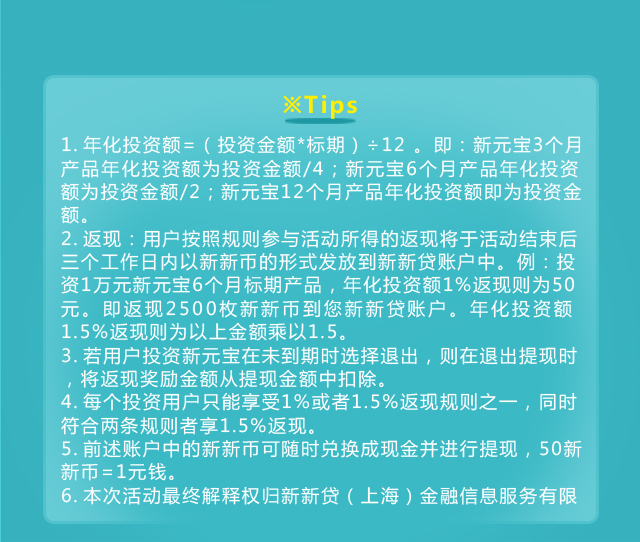 ※Tips
1. 年化投资额=（投资金额*标期）÷12 。即：新元宝3个月
产品年化投资额为投资金额/4；新元宝6个月产品年化投资
额为投资金额/2；新元宝12个月产品年化投资额即为投资金
额。
2. 返现：用户按照规则参与活动所得的返现将于活动结束后
三个工作日内以新新币的形式发放到新新贷账户中。例：投
资1万元新元宝6个月标期产品，年化投资额1%返现则为50
元。即返现2500枚新新币到您新新贷账户。年化投资额
1.5%返现则为以上金额乘以1.5。
3. 若用户投资新元宝在未到期时选择退出，则在退出提现时
，将返现奖励金额从提现金额中扣除。
4. 每个投资用户只能享受1%或者1.5%返现规则之一，同时
符合两条规则者享1.5%返现。
5. 前述账户中的新新币可随时兑换成现金并进行提现，50新
新币=1元钱。
6. 本次活动最终解释权归新新贷（上海）金融信息服务有限